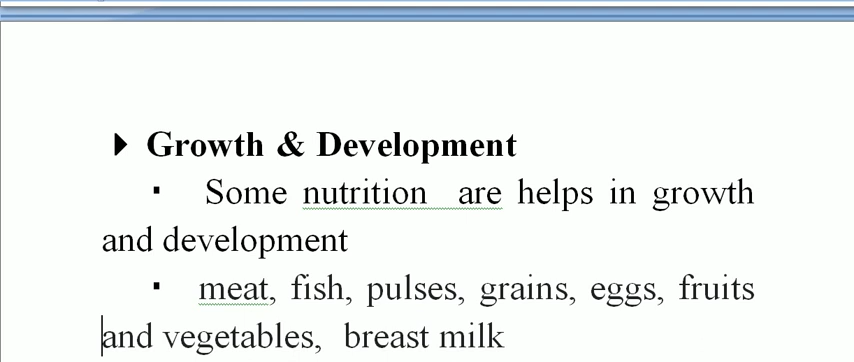 Growth & Development
Some nutrition are helps in growth
and development
meat, fish, pulses, grains, eggs, fruits
and vegetables, breast milk